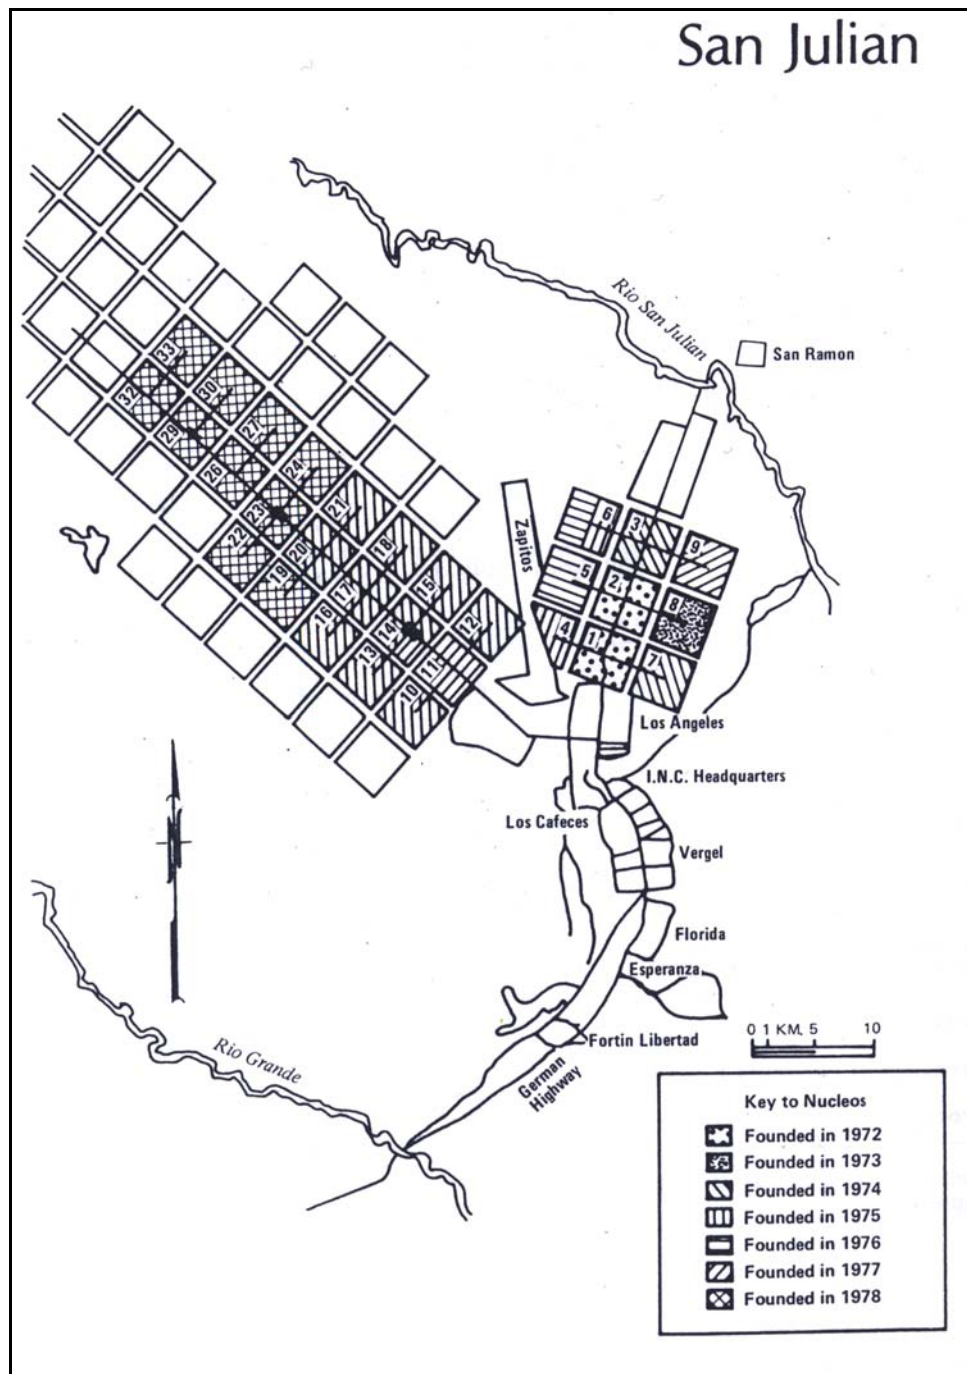 San Julian
Rio San Julian
San Ramon
33
32
30
29
27
26
24
23
22
21
20
19
18
17
16
15
14
13
12
11
10
Zapitos
6
3
9
5
2
8
4
1
7
Los Angeles
I.N.C. Headquarters
Los Cafeces
Vergel
Florida
Esperanza
Fortin Libertad
German
Highway
Rio Grande
0 1 KM. 5 10
Key to Nucleos
Founded in 1972
Founded in 1973
Founded in 1974
Founded in 1975
Founded in 1976
Founded in 1977
Founded in 1978